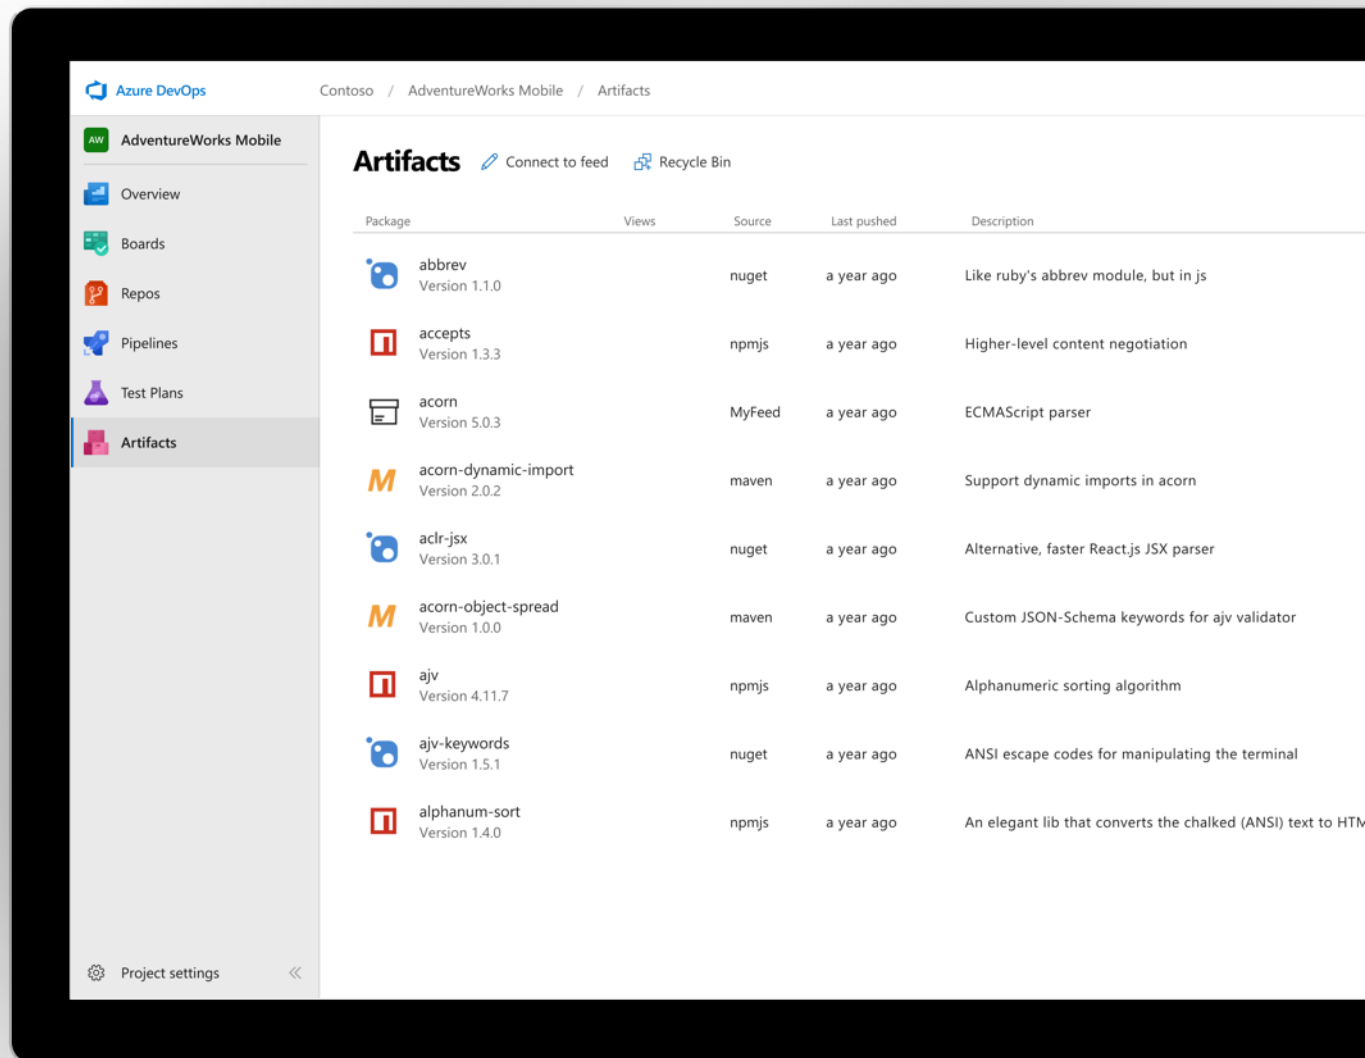 Azure DevOps
Contoso / AdventureWorks Mobile / Artifacts
AW AdventureWorks Mobile
Overview
Boards
Repos
Pipelines
Test Plans
Artifacts
Project settings
Artifacts Connect to feed Recycle Bin
Package Views Source Last pushed Description
abbrev
Version 1.1.0
nuget a year ago Like ruby's abbrev module, but in js
accepts
Version 1.3.3
npmjs a year ago Higher-level content negotiation
acorn
Version 5.0.3
MyFeed a year ago ECMAScript parser
acorn-dynamic-import
Version 2.0.2
maven a year ago Support dynamic imports in acorn
aclr-jsx
Version 3.0.1
nuget a year ago Alternative, faster React.js JSX parser
acorn-object-spread
Version 1.0.0
maven a year ago Custom JSON-Schema keywords for ajv validator
ajv
Version 4.11.7
npmjs a year ago Alphanumeric sorting algorithm
ajv-keywords
Version 1.5.1
nuget a year ago ANSI escape codes for manipulating the terminal
alphanum-sort
Version 1.4.0
npmjs a year ago An elegant lib that converts the chalked (ANSI) text to